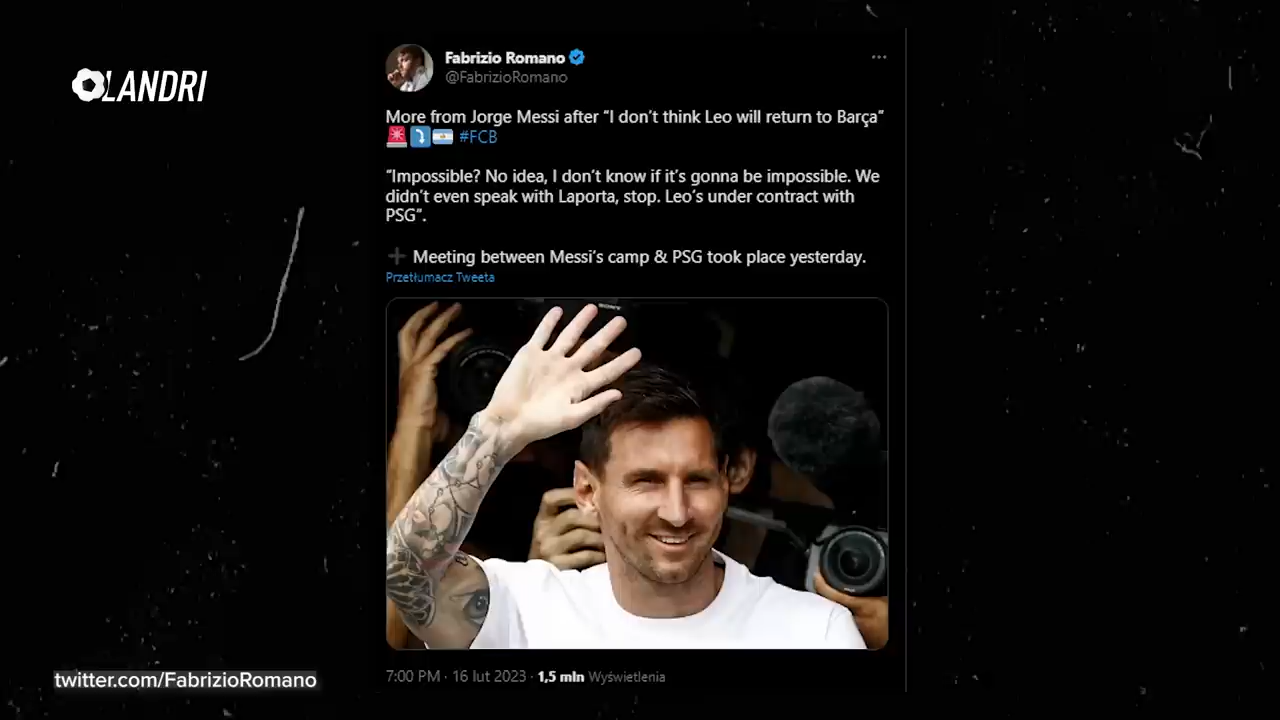 OLANDRI
Fabrizio Romano
@FabrizioRomano
More from Jorge Messi after “I don’t think Leo will return to Barça”
🚨⤵️🇦🇷 #FCB
“Impossible? No idea, I don’t know if it’s gonna be impossible. We
didn’t even speak with Laporta, stop. Leo’s under contract with
PSG”.
➕ Meeting between Messi’s camp & PSG took place yesterday.
Przetłumacz Tweeta
SONY
7:00 PM · 16 lut 2023 · 1,5 mln Wyświetlenia
twitter.com/FabrizioRomano